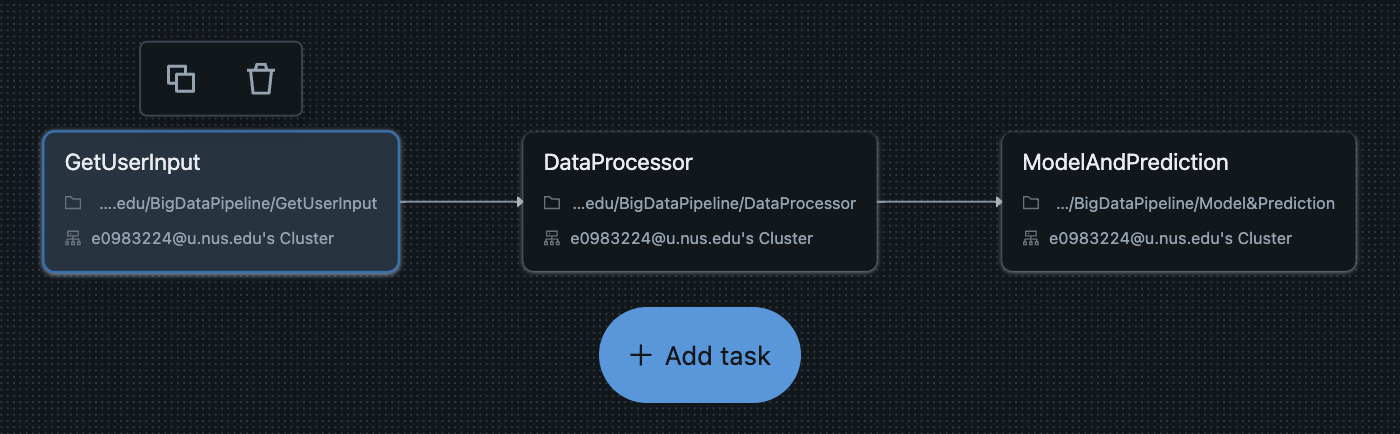 GetUserInput
....edu/BigDataPipeline/GetUserInput
e0983224@u.nus.edu's Cluster
DataProcessor
...edu/BigDataPipeline/DataProcessor
e0983224@u.nus.edu's Cluster
ModelAndPrediction
.../BigDataPipeline/Model&Prediction
e0983224@u.nus.edu's Cluster
+ Add task